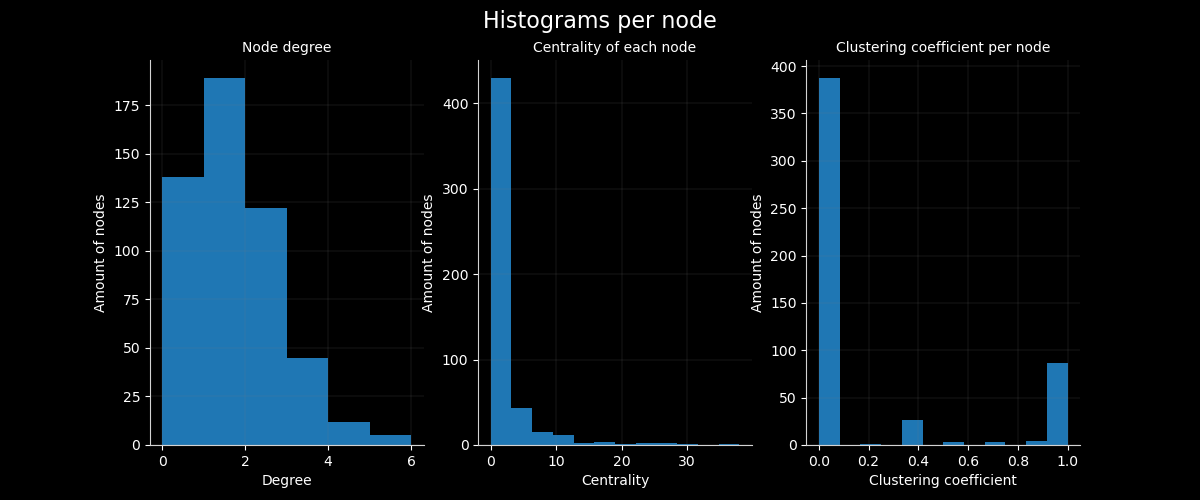 Histograms per node
Node degree
Amount of nodes
175
150
125
100
75
50
25
0
0 2 4 6
Degree
Centrality of each node
Amount of nodes
400
300
200
100
0
0 10 20 30
Centrality
Clustering coefficient per node
Amount of nodes
400
350
300
250
200
150
100
50
0
0.0 0.2 0.4 0.6 0.8 1.0
Clustering coefficient